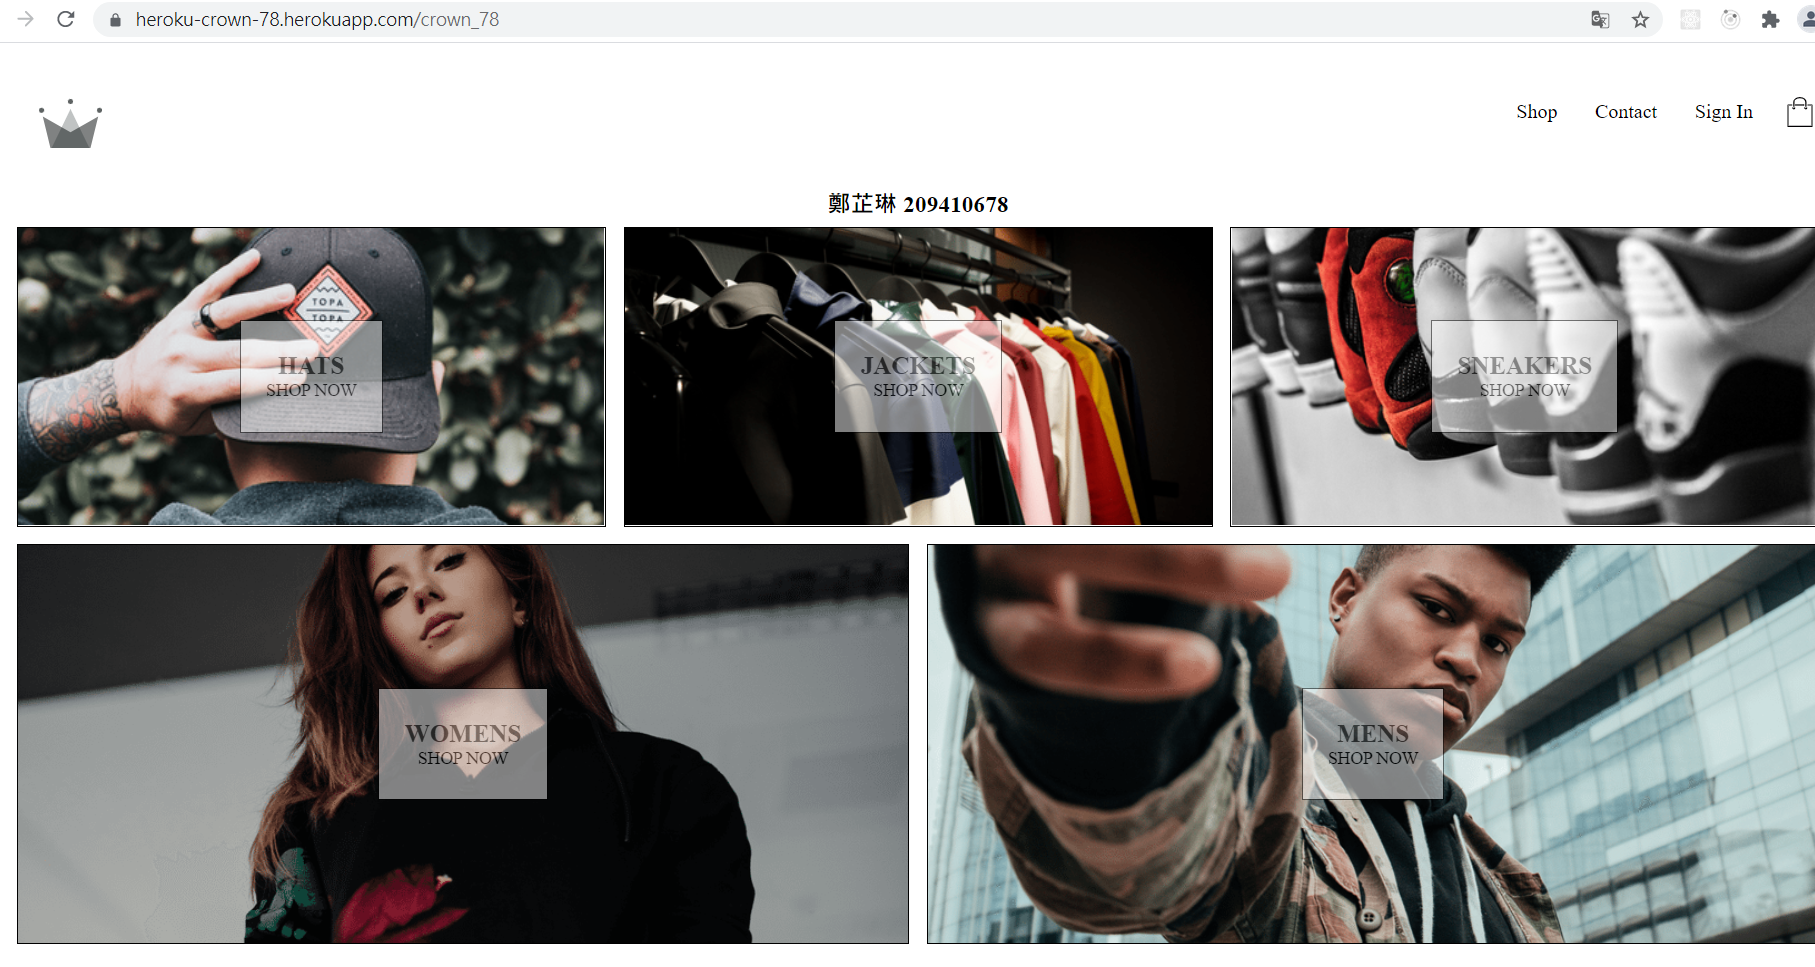 heroku-crown-78.herokuapp.com/crown_78
Shop Contact Sign In
鄭芷琳 209410678
TOPA
TOPA
HATS
SHOP NOW
JACKETS
SHOP NOW
SNEAKERS
SHOP NOW
WOMENS
SHOP NOW
MENS
SHOP NOW